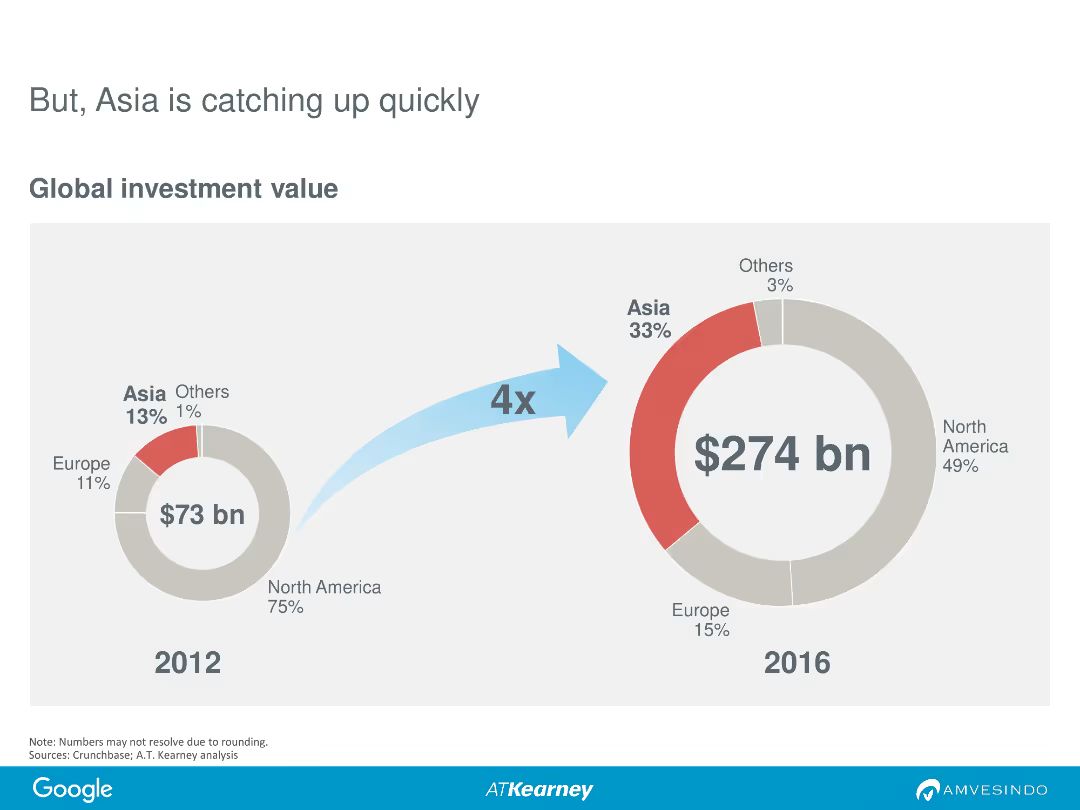 But, Asia is catching up quickly
Global investment value
Asia
13%
Others
1%
Europe
11%
$73 bn
North America
75%
2012
4x
Others
3%
Asia
33%
$274 bn
North
America
49%
Europe
15%
2016
Note: Numbers may not resolve due to rounding.
Sources: Crunchbase; A.T. Kearney analysis
Google
ATKearney
AMVESINDO